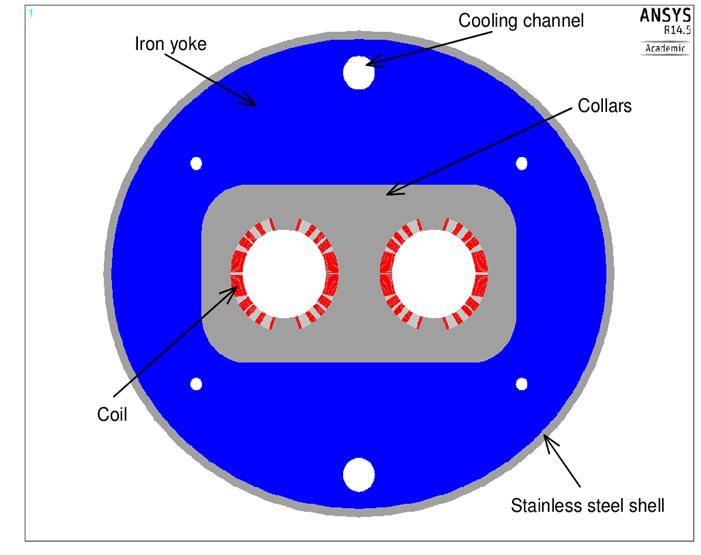 1
ANSYS
R14.5
Academic
Cooling channel
Iron yoke
Collars
Coil
Stainless steel shell